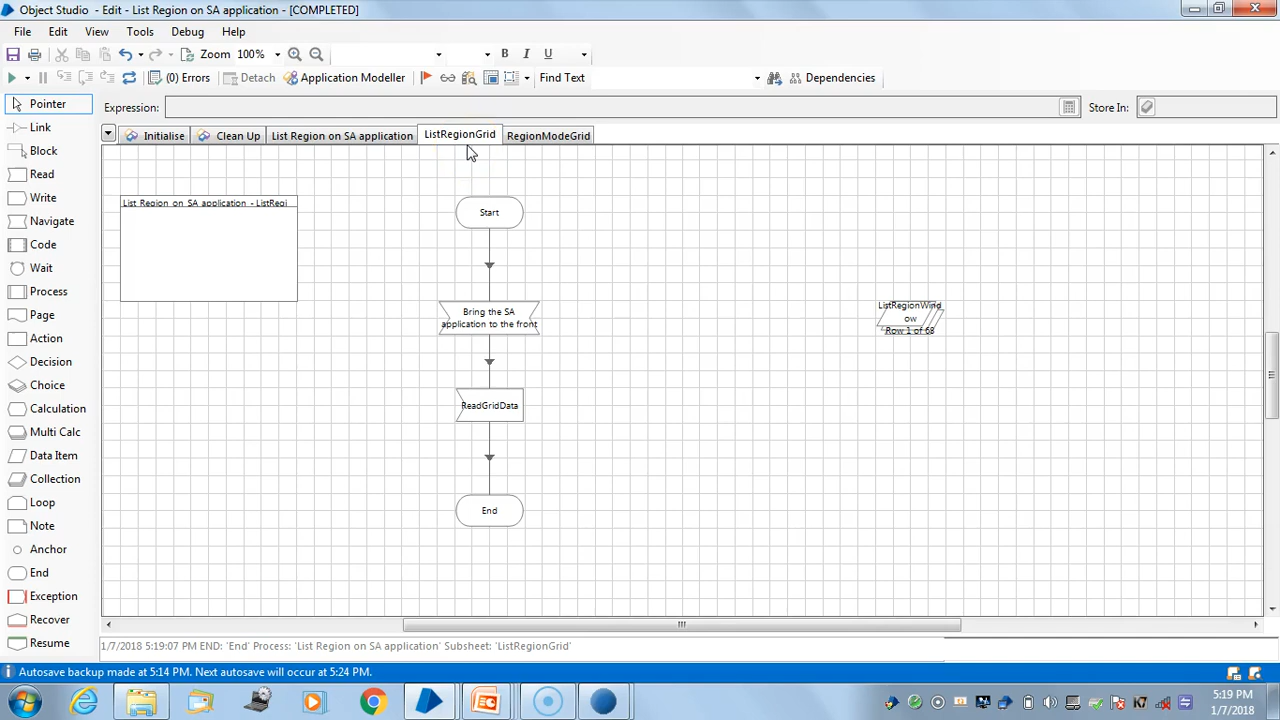 Object Studio - Edit - List Region on SA application - [COMPLETED]
File Edit View Tools Debug Help
Zoom 100% B I U
(0) Errors Detach Application Modeller Find Text Dependencies
Pointer
Expression: Store In:
Link
Initialise Clean Up List Region on SA application ListRegionGrid RegionModeGrid
Block
Read
Write
Navigate
Code
Wait
Process
Page
Action
Decision
Choice
Calculation
Multi Calc
Data Item
Collection
Loop
Note
Anchor
End
Exception
Recover
Resume
List Region on SA application - ListRegi
Start
Bring the SA
application to the front
ReadGridData
End
ListRegionWind
ow
Row 1 of 68
1/7/2018 5:19:07 PM END: 'End' Process: 'List Region on SA application' Subsheet: 'ListRegionGrid'
Autosave backup made at 5:14 PM. Next autosave will occur at 5:24 PM.
5:19 PM
1/7/2018